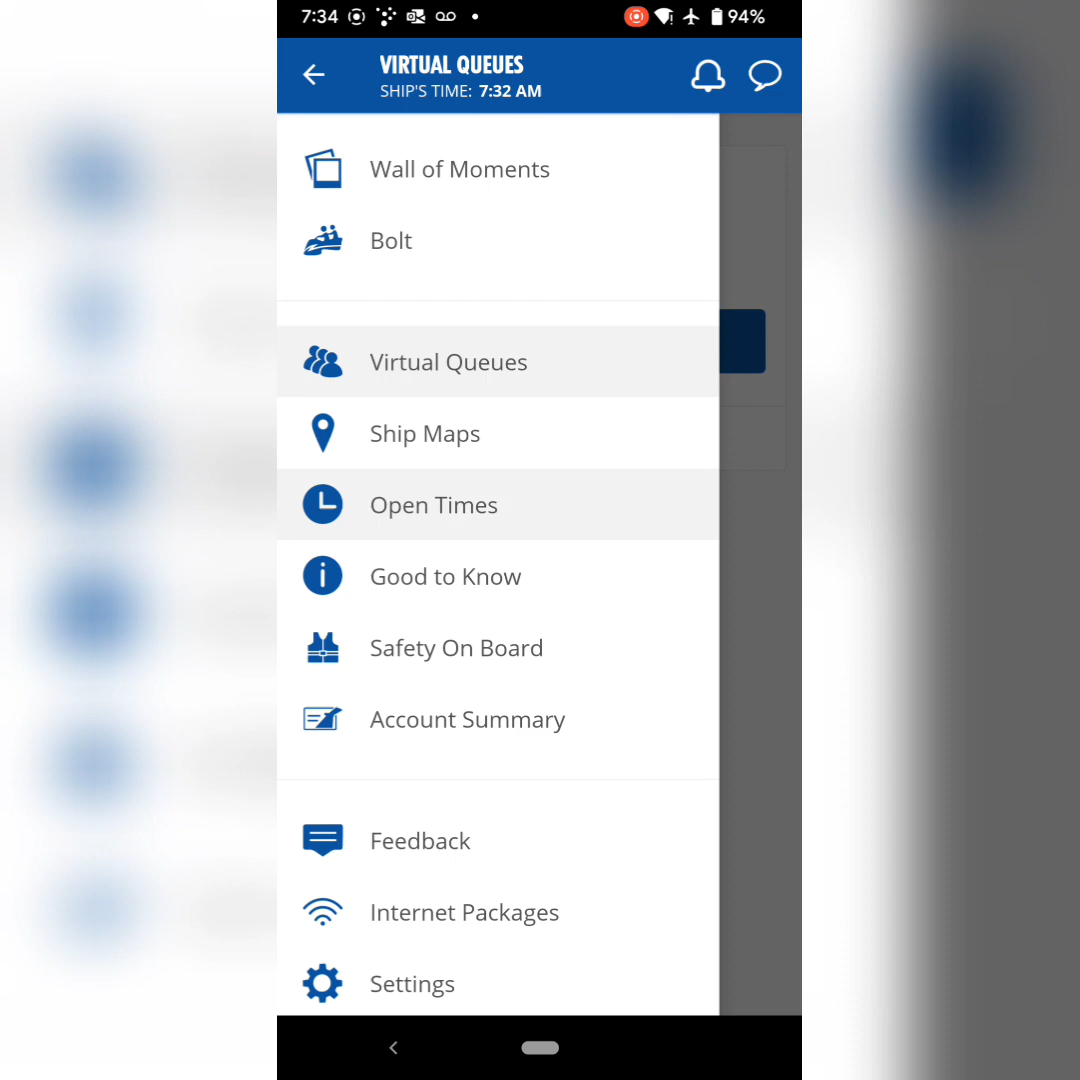 7:34 94%
VIRTUAL QUEUES
SHIP'S TIME: 7:32 AM
Wall of Moments
Bolt
Virtual Queues
Ship Maps
Open Times
Good to Know
Safety On Board
Account Summary
Feedback
Internet Packages
Settings